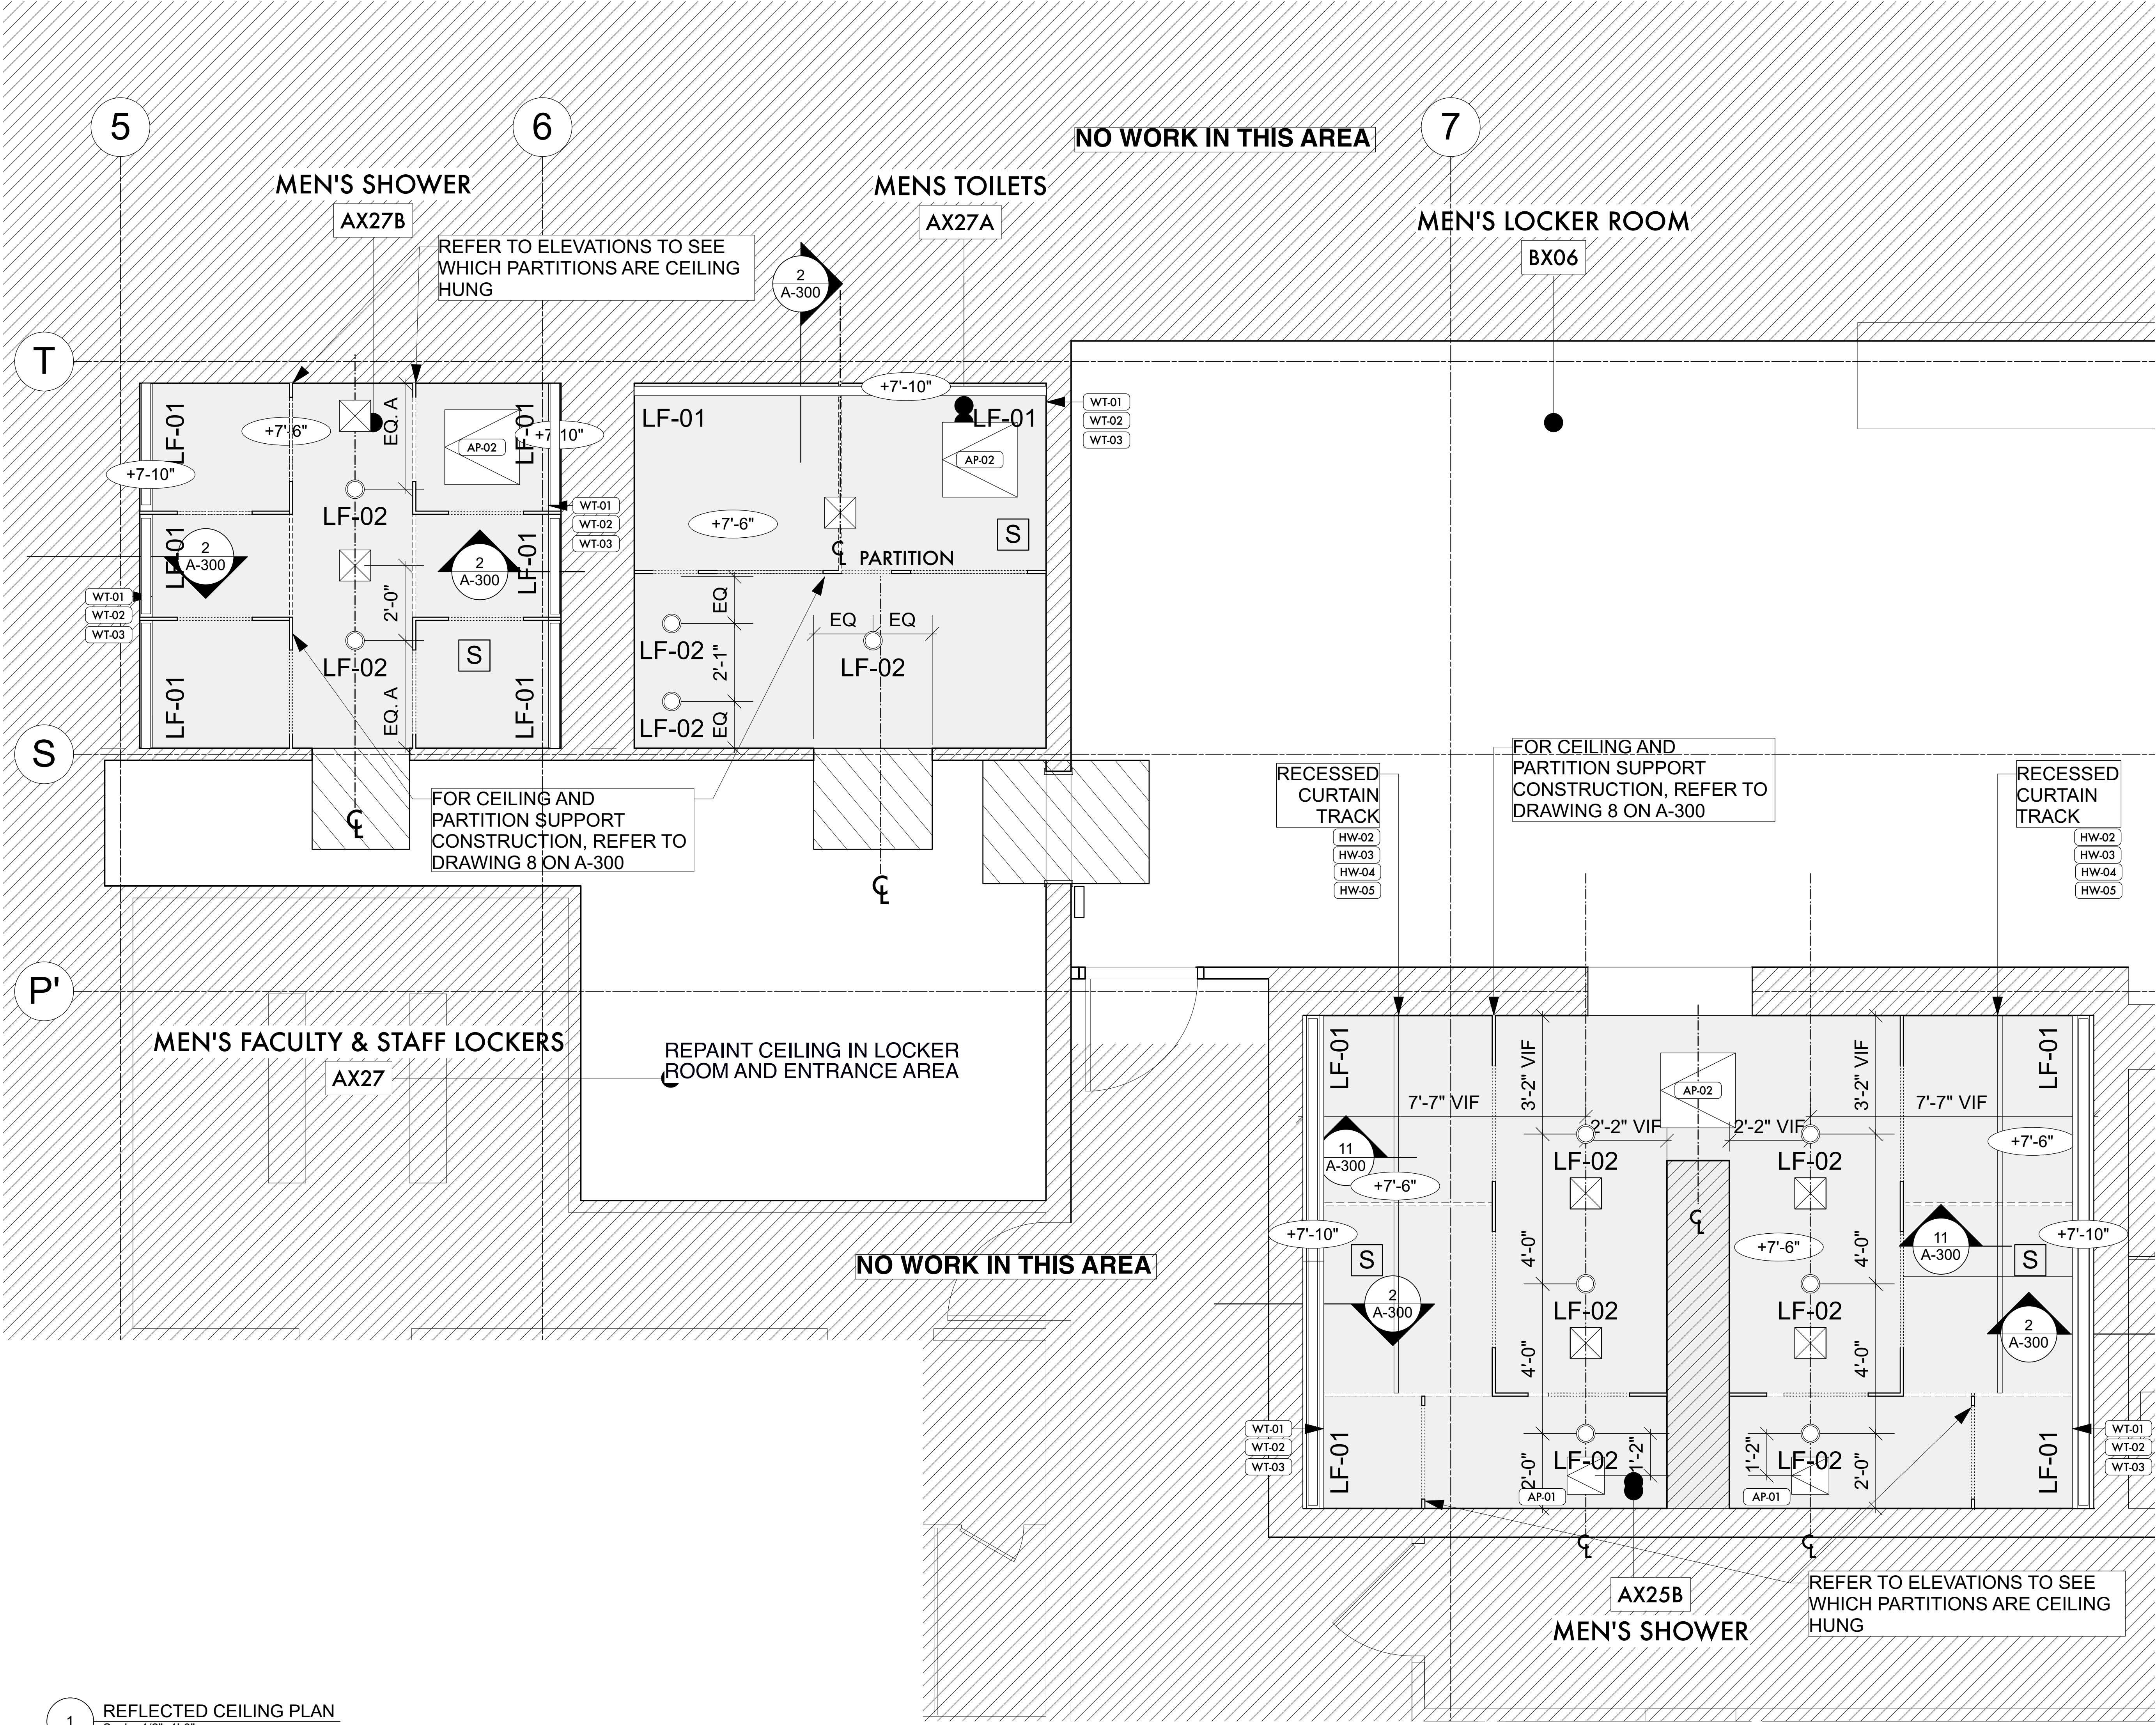 5
6
7
NO WORK IN THIS AREA
MEN'S SHOWER
AX27B
MENS TOILETS
AX27A
MEN'S LOCKER ROOM
BX06
REFER TO ELEVATIONS TO SEE
WHICH PARTITIONS ARE CEILING
HUNG
2
A-300
T
+7'-10"
LF-01
+7'-6"
EQ. A
AP-02
LF-01
+7'-10"
+7-10"
LF-02
LF-01
LF-01
AP-02
WT-01
WT-02
WT-03
WT-01
WT-02
WT-03
+7'-6"
S
℄ PARTITION
LF-01
2
A-300
2
A-300
LF-01
WT-01
WT-02
WT-03
2'-0"
S
LF-02
EQ. A
LF-01
LF-01
EQ
EQ
EQ
LF-02
2'-1"
LF-02
LF-02
EQ
S
℄
FOR CEILING AND
PARTITION SUPPORT
CONSTRUCTION, REFER TO
DRAWING 8 ON A-300
℄
RECESSED
CURTAIN
TRACK
HW-02
HW-03
HW-04
HW-05
FOR CEILING AND
PARTITION SUPPORT
CONSTRUCTION, REFER TO
DRAWING 8 ON A-300
RECESSED
CURTAIN
TRACK
HW-02
HW-03
HW-04
HW-05
P'
MEN'S FACULTY & STAFF LOCKERS
AX27
REPAINT CEILING IN LOCKER
ROOM AND ENTRANCE AREA
NO WORK IN THIS AREA
LF-01
3'-2" VIF
AP-02
3'-2" VIF
LF-01
7'-7" VIF
7'-7" VIF
2'-2" VIF
2'-2" VIF
11
A-300
+7'-6"
LF-02
LF-02
+7'-6"
℄
+7'-10"
S
4'-0"
+7'-6"
4'-0"
11
A-300
S
+7'-10"
2
A-300
LF-02
LF-02
2
A-300
4'-0"
4'-0"
WT-01
WT-02
WT-03
LF-01
2'-0"
LF-02
1'-2"
AP-01
1'-2"
LF-02
AP-01
2'-0"
LF-01
WT-01
WT-02
WT-03
℄
℄
AX25B
MEN'S SHOWER
REFER TO ELEVATIONS TO SEE
WHICH PARTITIONS ARE CEILING
HUNG
1
REFLECTED CEILING PLAN